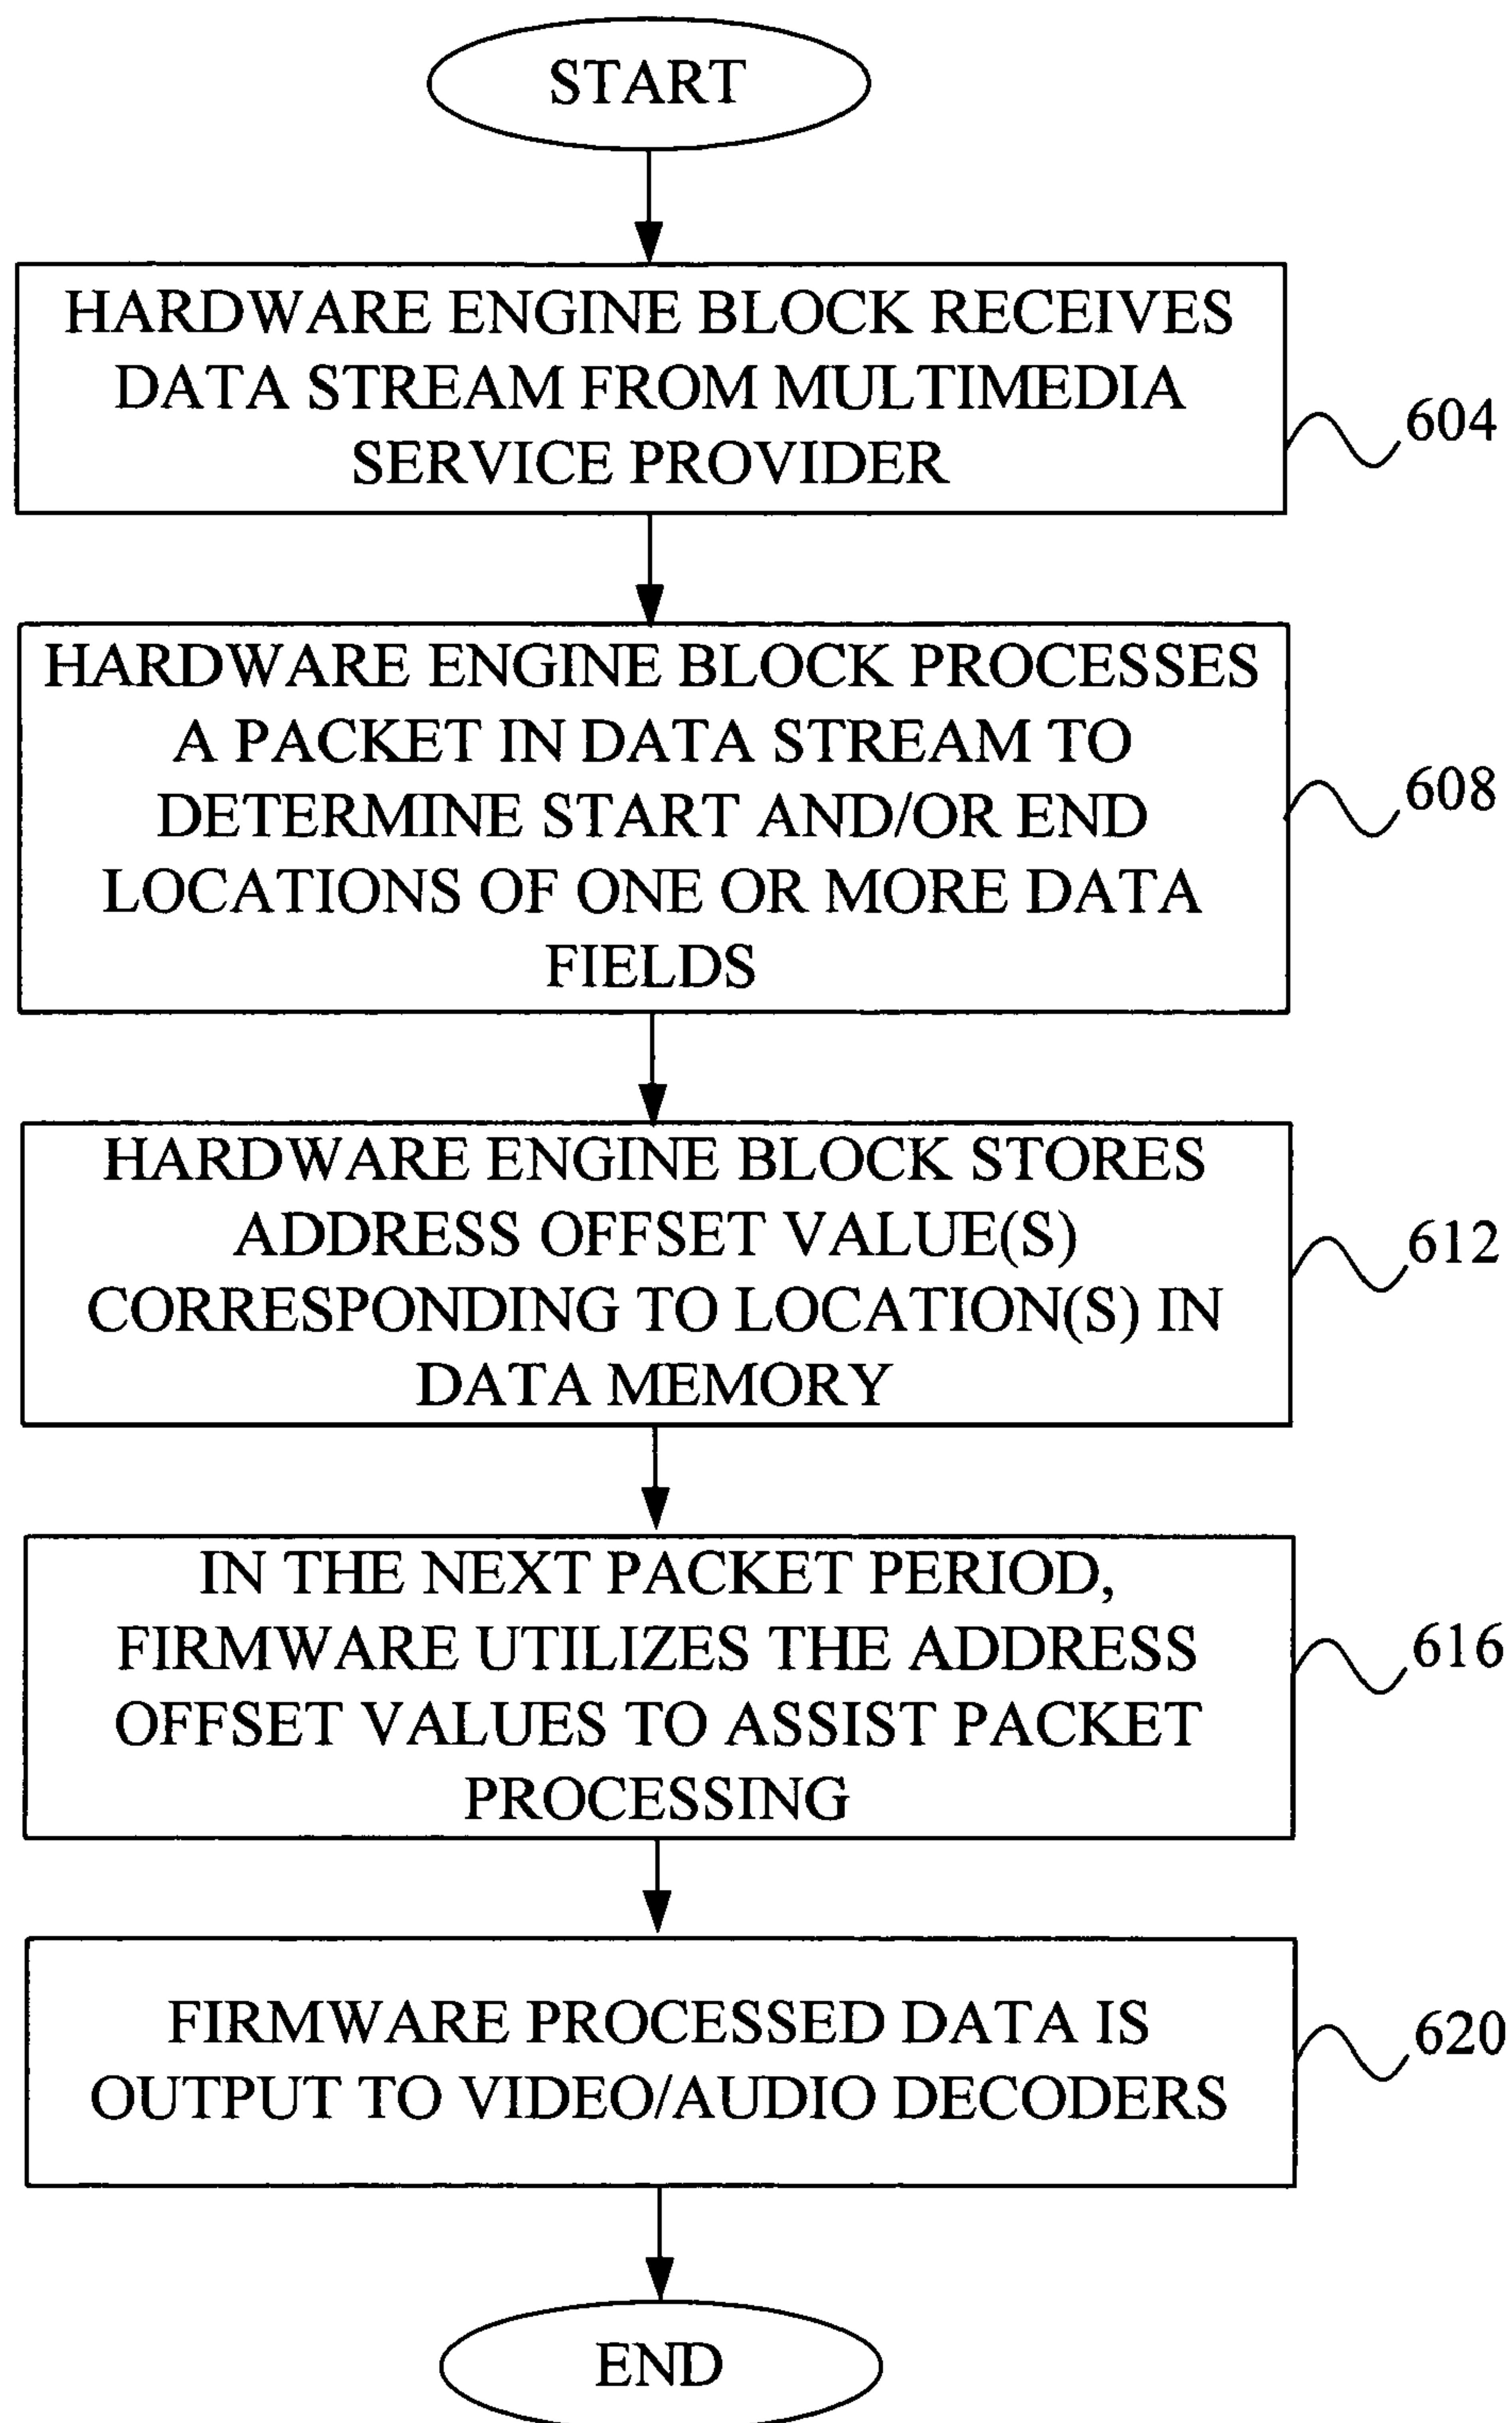 START
HARDWARE ENGINE BLOCK RECEIVES
DATA STREAM FROM MULTIMEDIA
SERVICE PROVIDER
604
HARDWARE ENGINE BLOCK PROCESSES
A PACKET IN DATA STREAM TO
DETERMINE START AND/OR END
LOCATIONS OF ONE OR MORE DATA
FIELDS
608
HARDWARE ENGINE BLOCK STORES
ADDRESS OFFSET VALUE(S)
CORRESPONDING TO LOCATION(S) IN
DATA MEMORY
612
IN THE NEXT PACKET PERIOD,
FIRMWARE UTILIZES THE ADDRESS
OFFSET VALUES TO ASSIST PACKET
PROCESSING
616
FIRMWARE PROCESSED DATA IS
OUTPUT TO VIDEO/AUDIO DECODERS
620
END